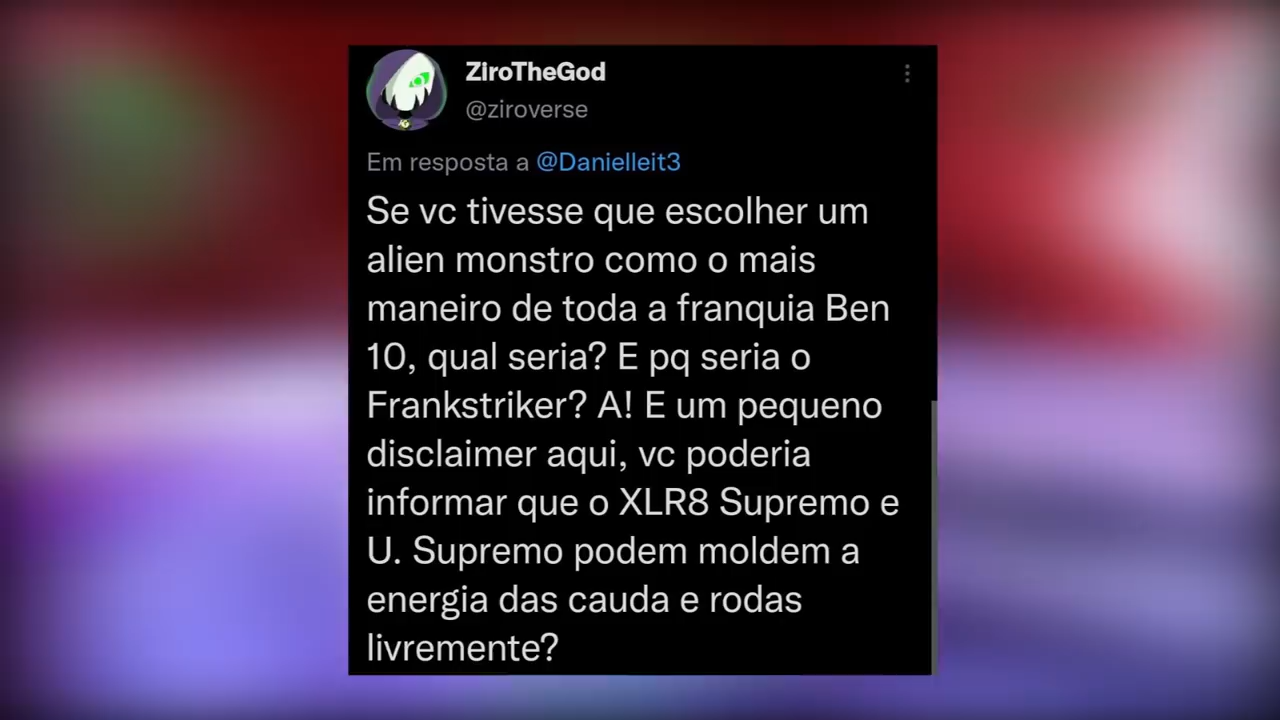 ZiroTheGod
@ziroverse
Em resposta a @Danielleit3
Se vc tivesse que escolher um
alien monstro como o mais
maneiro de toda a franquia Ben
10, qual seria? E pq seria o
Frankstriker? A! E um pequeno
disclaimer aqui, vc poderia
informar que o XLR8 Supremo e
U. Supremo podem moldem a
energia das cauda e rodas
livremente?